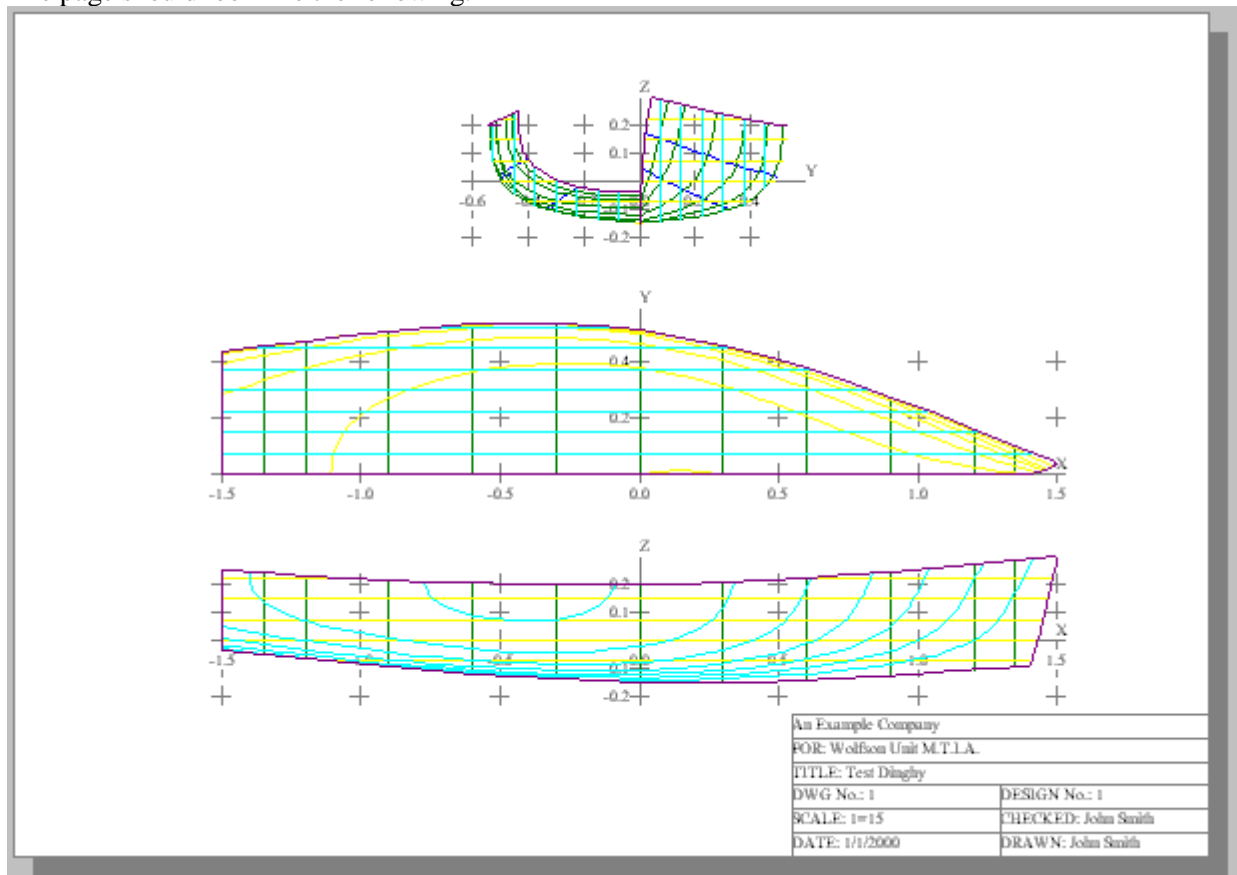 Z
0.2
0.1
Y
-0.6
-0.2
Y
0.4
0.2
X
-1.5
-1.0
-0.5
0.0
0.5
1.0
1.5
Z
0.2
0.1
X
-1.5
1.5
-0.2
An Example Company
FOR: Wolfson Unit M.T.I.A.
TITLE: Test Dinghy
DWG No.: 1
DESIGN No.: 1
SCALE: 1=15
CHECKED: John Smith
DATE: 1/1/2000
DRAWN: John Smith